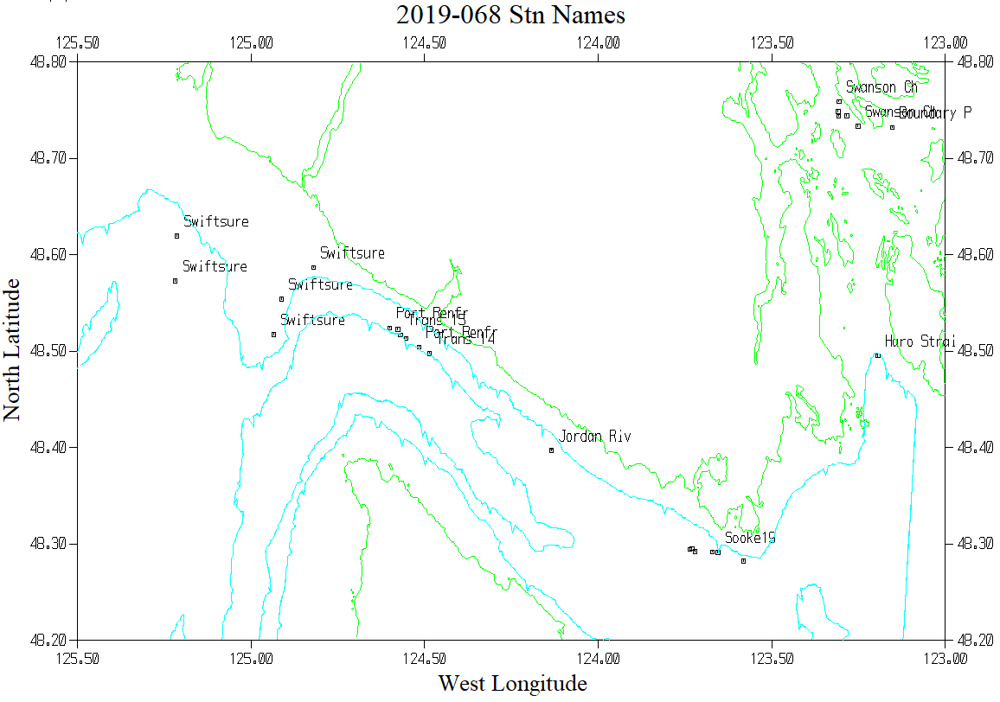 2019-068 Stn Names
125.50 125.00 124.50 124.00 123.50 123.00
48.80 48.80
Swanson Ch
Swanson Ch
Boundary P
48.70 48.70
Swiftsure
Swiftsure
48.60 48.60
Swiftsure
Swiftsure
Port Renfr
Swiftsure
Trans 15
Port Renfr
Trans 14
Haro Strai
48.50 48.50
Jordan Riv
48.40 48.40
Sooke19
48.30 48.30
48.20 48.20
125.50 125.00 124.50 124.00 123.50 123.00
West Longitude
North Latitude